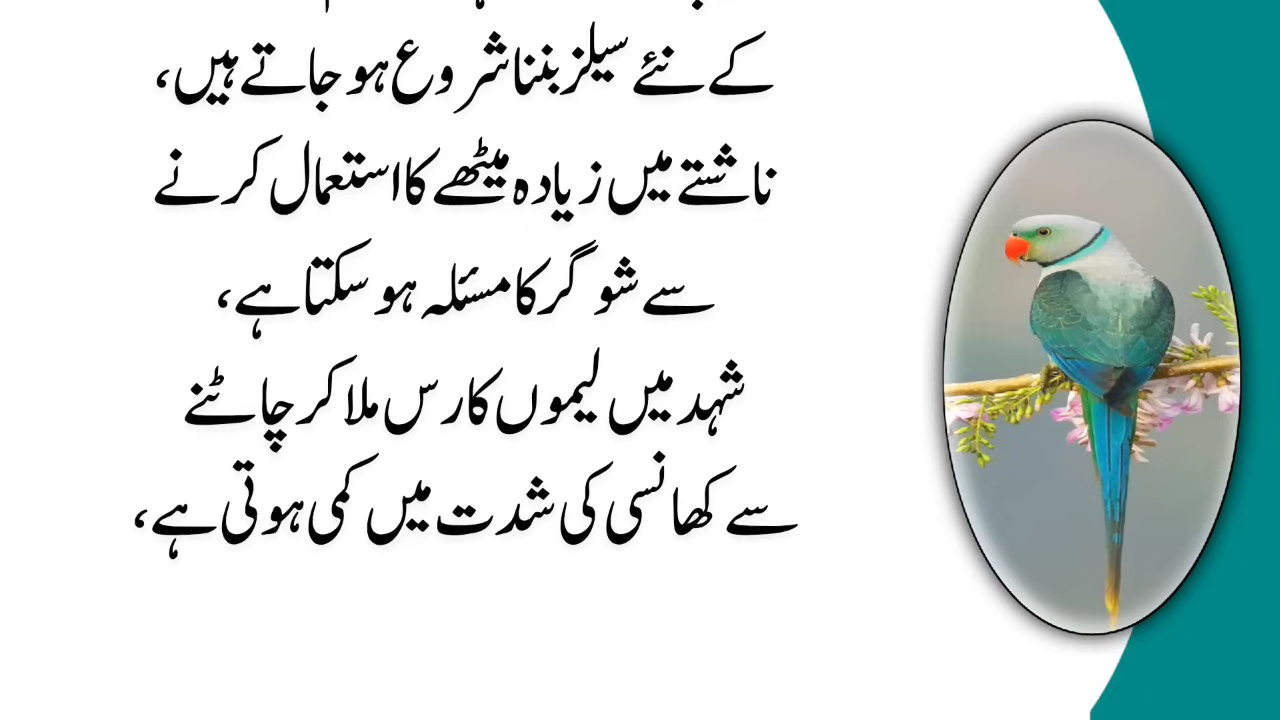 کے نئے سیلز بننا شروع ہو جاتے ہیں،
ناشتے میں زیادہ میٹھے کا استعمال کرنے
سے شوگر کا مسئلہ ہو سکتا ہے،
شہد میں لیموں کا رس ملا کر چاٹنے
سے کھانسی کی شدت میں کمی ہوتی ہے،